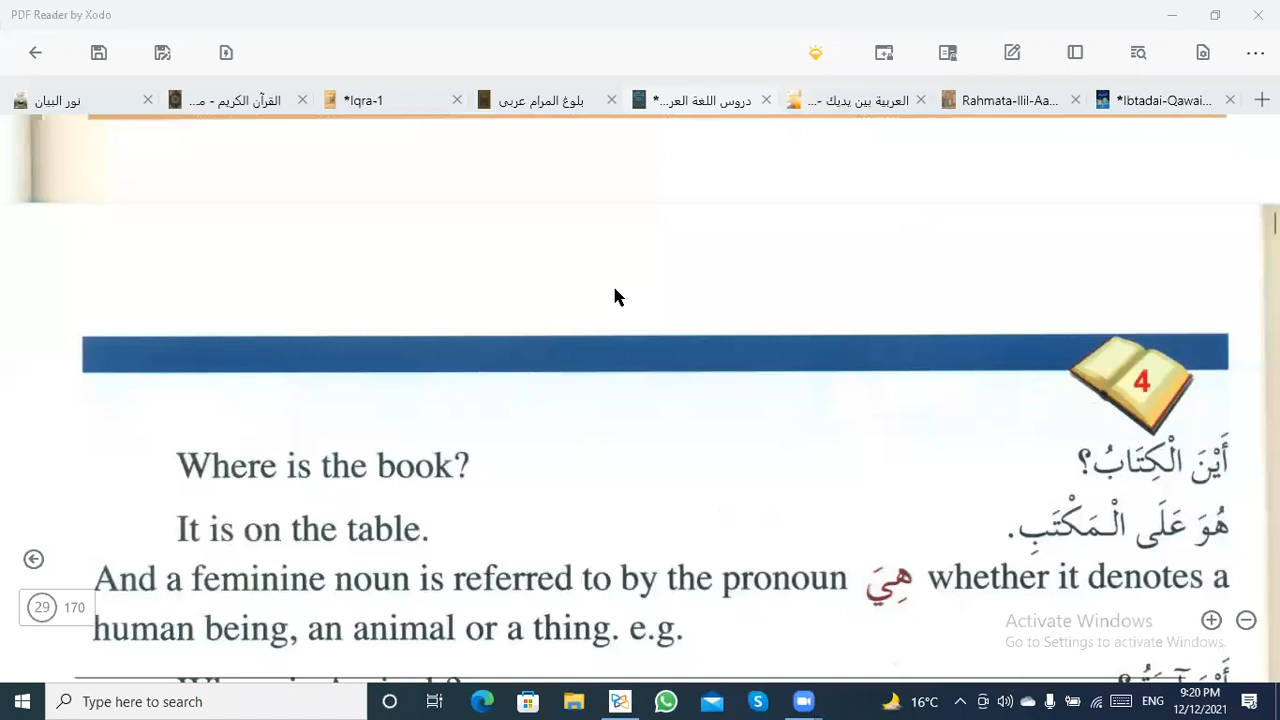 PDF Reader by Xodo
نور البيان
القرآن الكريم - عـ...
*Iqra-1
بلوغ المرام عربي
دروس اللغة العر...*
العربية بين يديك -...
Rahmata-Illil-Aa...
*Ibtadai-Qawai...
4
Where is the book? أَيْنَ الْكِتَابُ؟
It is on the table. هُوَ عَلَى الْمَكْتَبِ.
And a feminine noun is referred to by the pronoun هِيَ whether it denotes a
human being, an animal or a thing. e.g.
29 170
Activate Windows
Go to Settings to activate Windows.
Type here to search
16°C
ENG
9:20 PM
12/12/2021